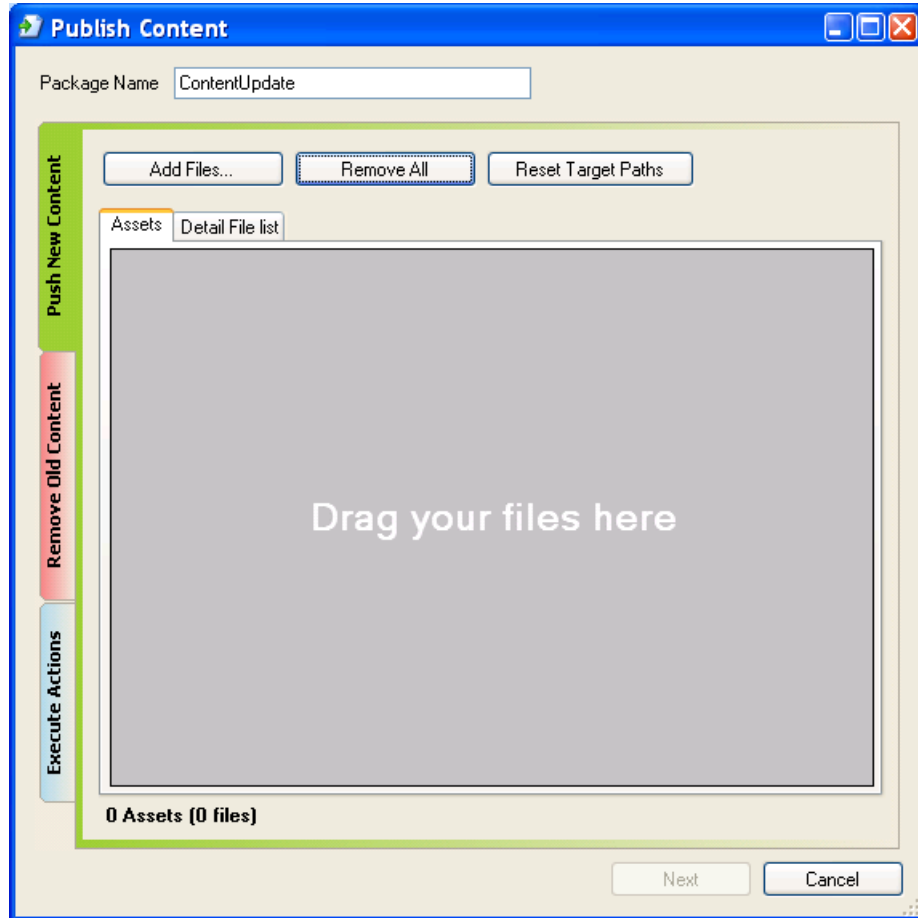 Publish Content
Package Name ContentUpdate
Push New Content
Remove Old Content
Execute Actions
Add Files... Remove All Reset Target Paths
Assets Detail File list
Drag your files here
0 Assets (0 files)
Next Cancel